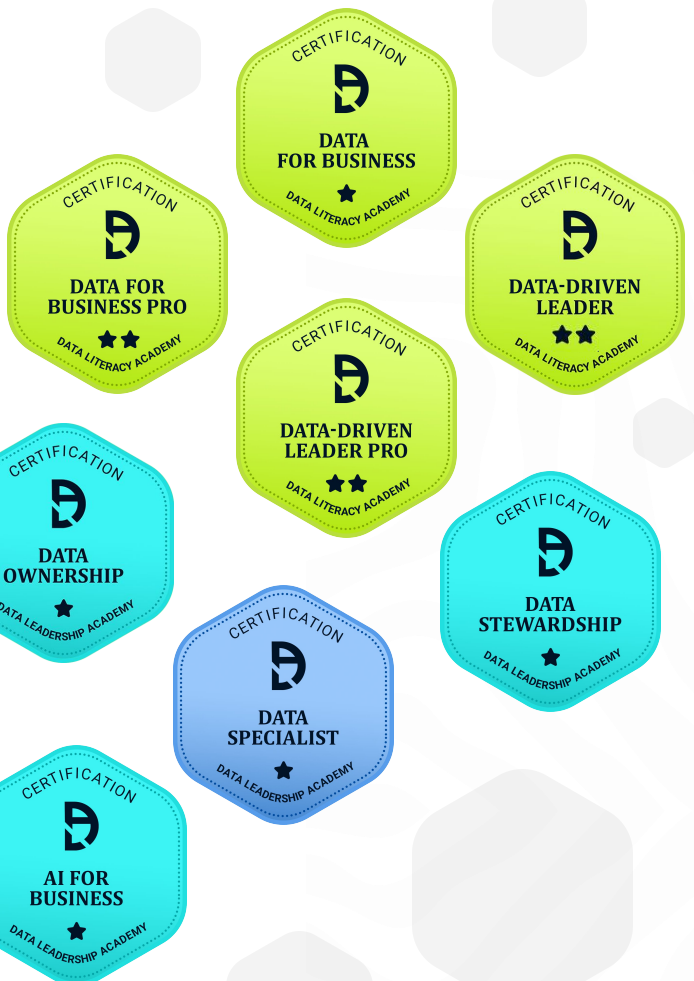 CERTIFICATION
DATA
FOR BUSINESS
DATA LITERACY ACADEMY
CERTIFICATION
DATA FOR
BUSINESS PRO
DATA LITERACY ACADEMY
CERTIFICATION
DATA-DRIVEN
LEADER
DATA LITERACY ACADEMY
CERTIFICATION
DATA-DRIVEN
LEADER PRO
DATA LITERACY ACADEMY
CERTIFICATION
DATA
OWNERSHIP
DATA LEADERSHIP ACADEMY
CERTIFICATION
DATA
STEWARDSHIP
DATA LEADERSHIP ACADEMY
CERTIFICATION
DATA
SPECIALIST
DATA LEADERSHIP ACADEMY
CERTIFICATION
AI FOR
BUSINESS
DATA LEADERSHIP ACADEMY